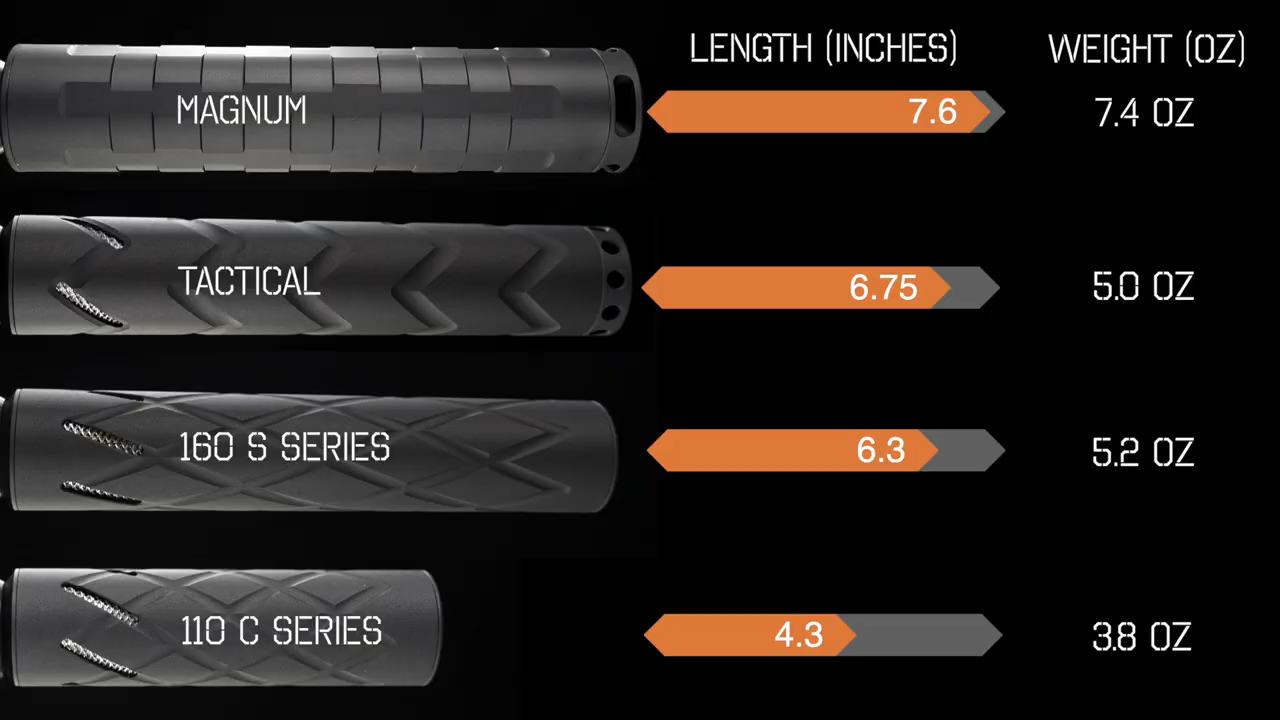 LENGTH (INCHES) WEIGHT (OZ)
MAGNUM 7.6 7.4 OZ
TACTICAL 6.75 5.0 OZ
160 S SERIES 6.3 5.2 OZ
110 C SERIES 4.3 3.8 OZ